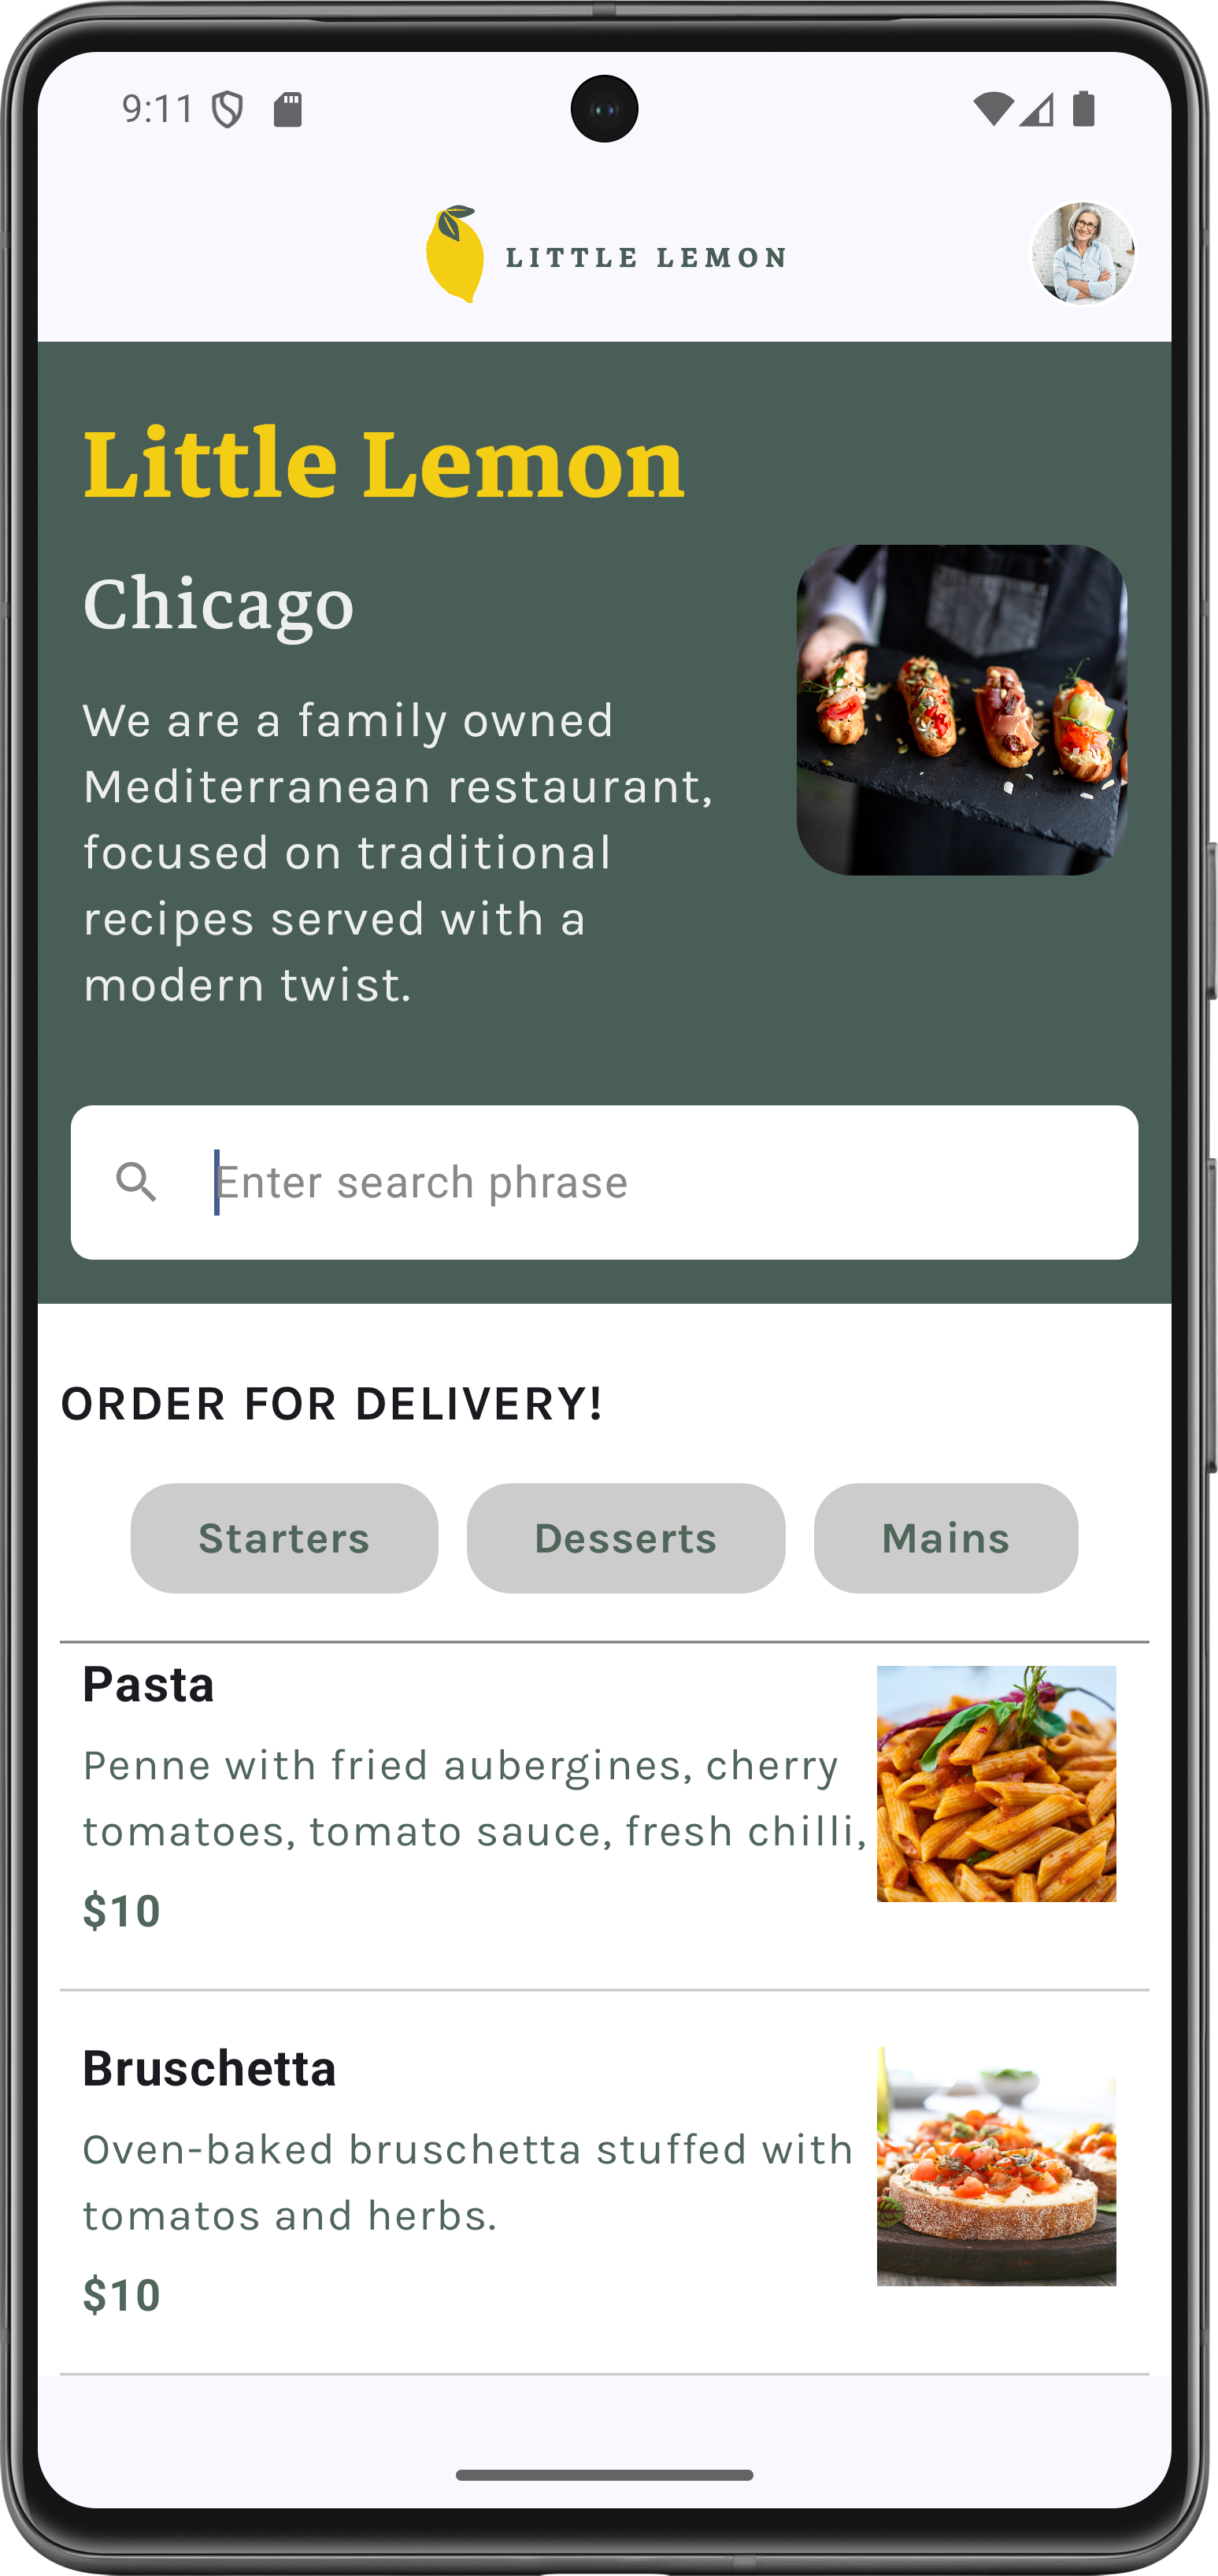 9:11
LITTLE LEMON
Little Lemon
Chicago
We are a family owned
Mediterranean restaurant,
focused on traditional
recipes served with a
modern twist.
Enter search phrase
ORDER FOR DELIVERY!
Starters Desserts Mains
Pasta
Penne with fried aubergines, cherry
tomatoes, tomato sauce, fresh chilli,
$10
Bruschetta
Oven-baked bruschetta stuffed with
tomatos and herbs.
$10